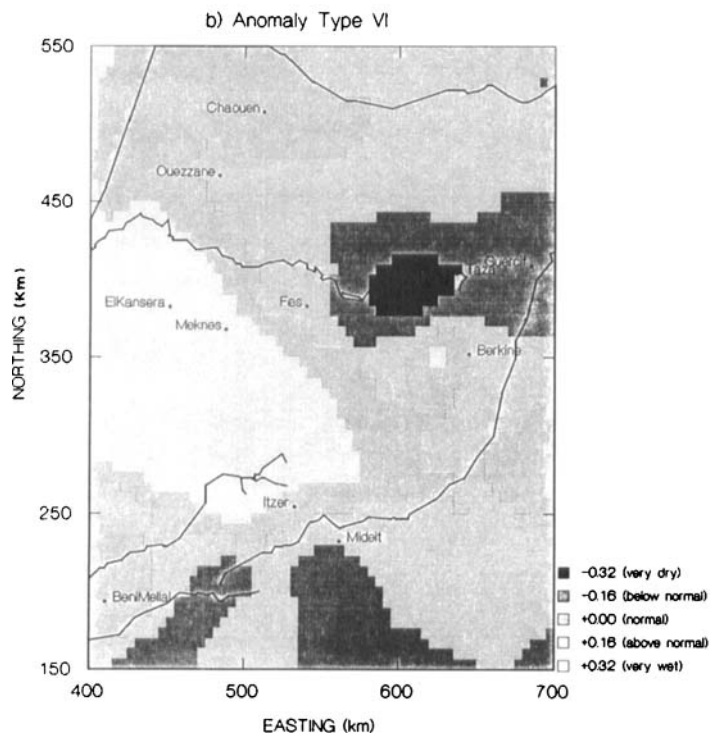 b) Anomaly Type VI
550
Chaouen
Ouezzane
450
Guercif
Taza
ElKansera
Fes
Meknes
350
Berkine
NORTHING (Km)
Itzer
250
Midelt
BeniMellal
150
400
500
600
700
EASTING (km)
-0.32 (very dry)
-0.16 (below normal)
+0.00 (normal)
+0.16 (above normal)
+0.32 (very wet)